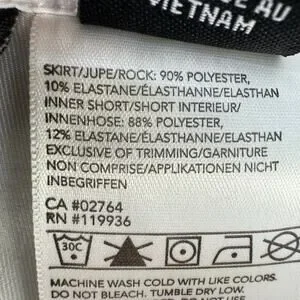 E AU
VIETNAM
SKIRT/JUPE/ROCK: 90% POLYESTER,
10% ELASTANE/ÉLASTHANNE/ELASTHAN
INNER SHORT/SHORT INTERIEUR/
INNENHOSE: 88% POLYESTER,
12% ELASTANE/ÉLASTHANNE/ELASTHAN
EXCLUSIVE OF TRIMMING/GARNITURE
NON COMPRISE/APPLIKATIONEN NICHT
INBEGRIFFEN
CA #02764
RN #119936
30C
MACHINE WASH COLD WITH LIKE COLORS.
DO NOT BLEACH. TUMBLE DRY LOW.